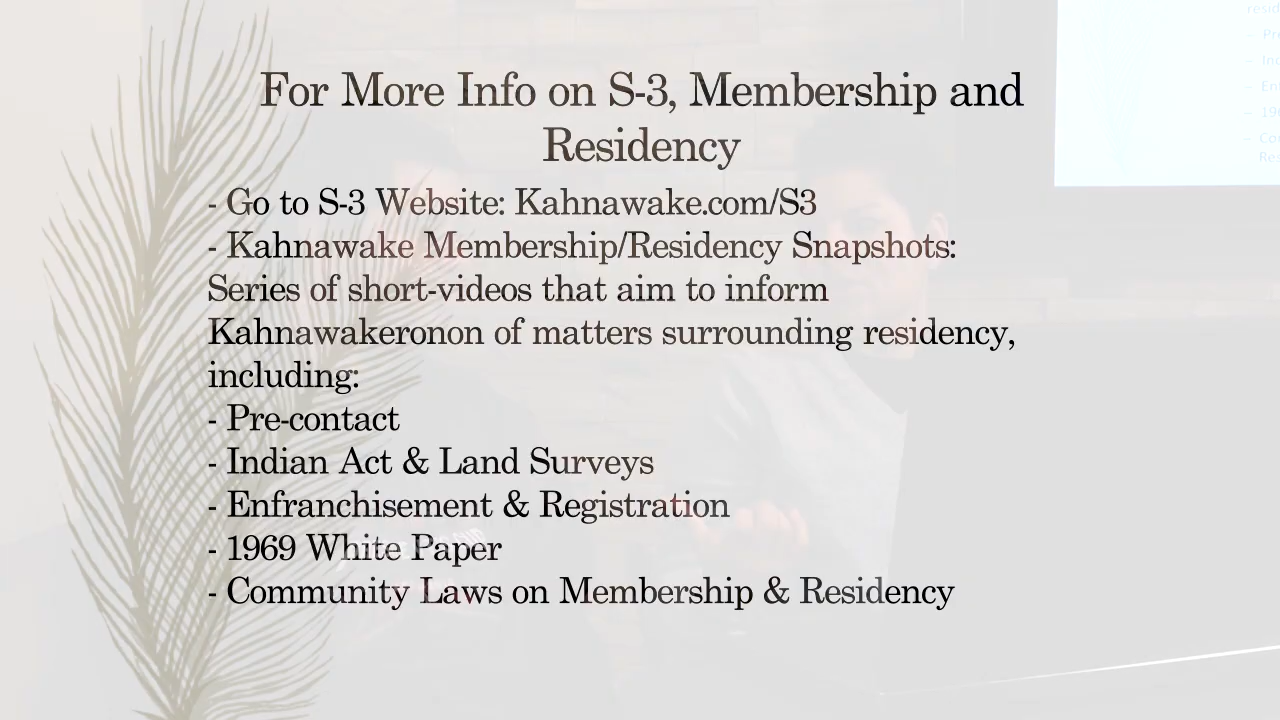 For More Info on S-3, Membership and
Residency
- Go to S-3 Website: Kahnawake.com/S3
- Kahnawake Membership/Residency Snapshots:
Series of short-videos that aim to inform
Kahnawakeronon of matters surrounding residency,
including:
- Pre-contact
- Indian Act & Land Surveys
- Enfranchisement & Registration
- 1969 White Paper
- Community Laws on Membership & Residency